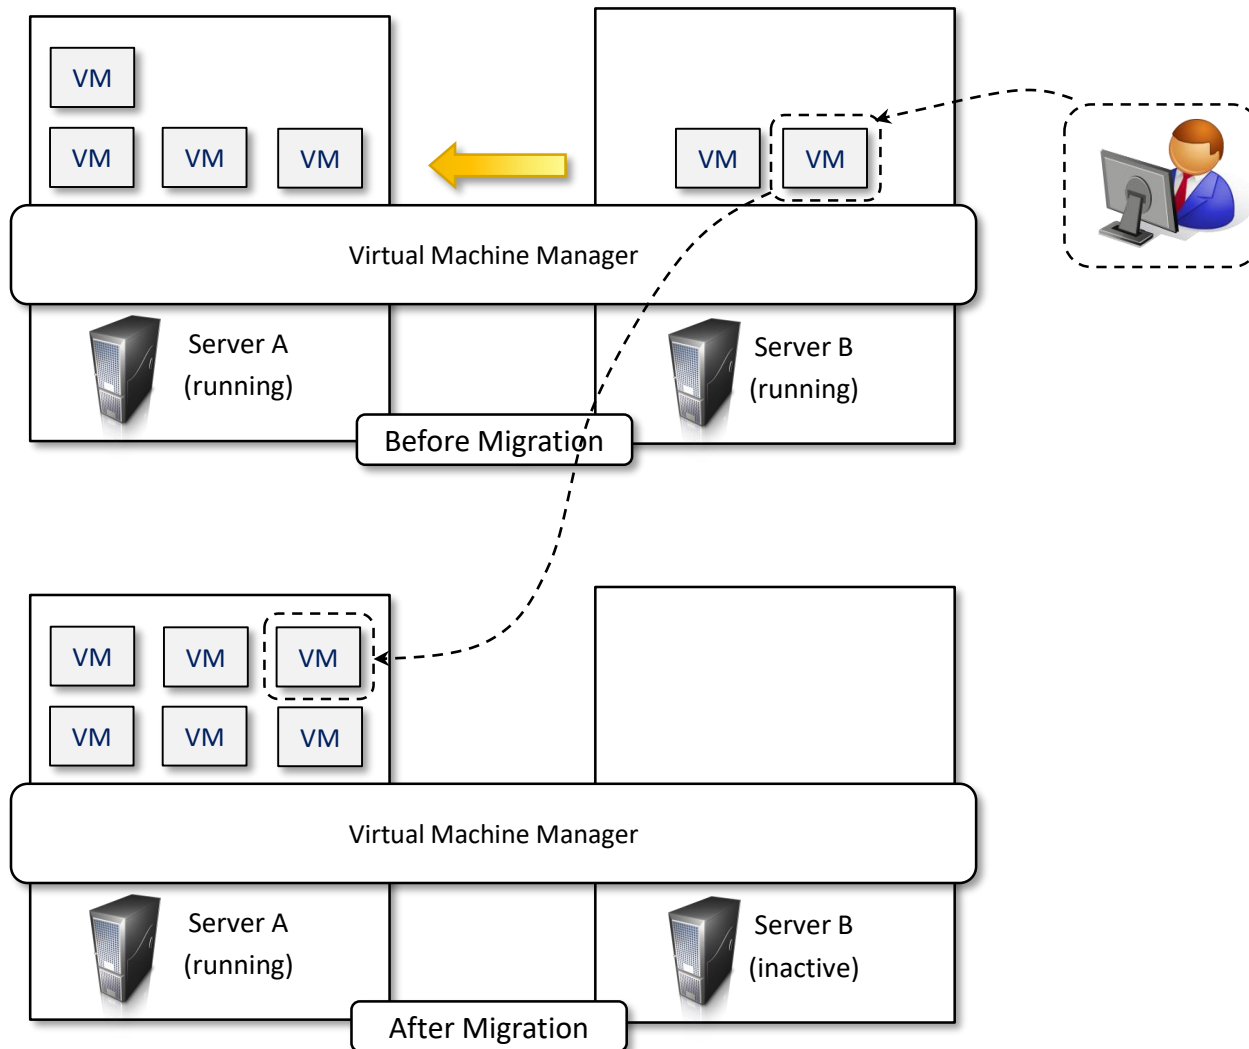 VM
VM VM VM
VM VM
Virtual Machine Manager
Server A
(running)
Server B
(running)
Before Migration
VM VM VM
VM VM VM
Virtual Machine Manager
Server A
(running)
Server B
(inactive)
After Migration